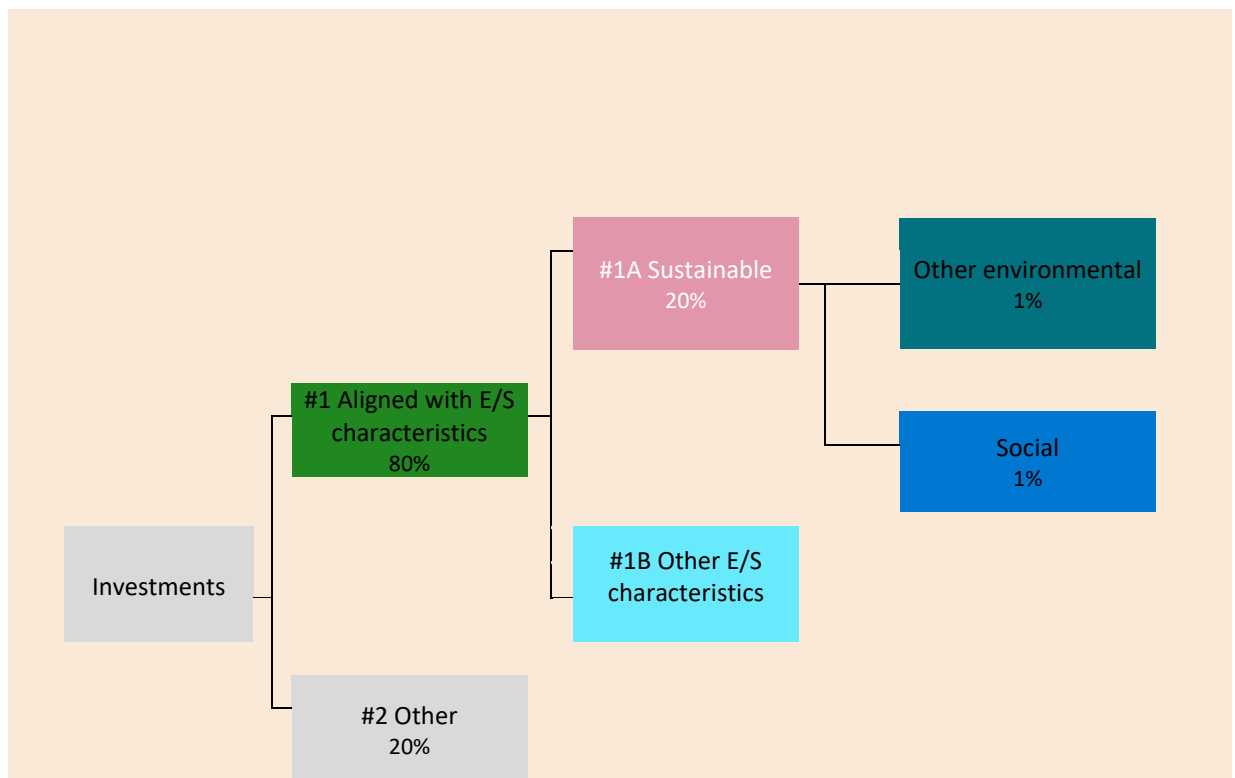 #1A Sustainable
20%
Other environmental
1%
#1 Aligned with E/S
characteristics
80%
Social
1%
Investments
#1B Other E/S
characteristics
#2 Other
20%